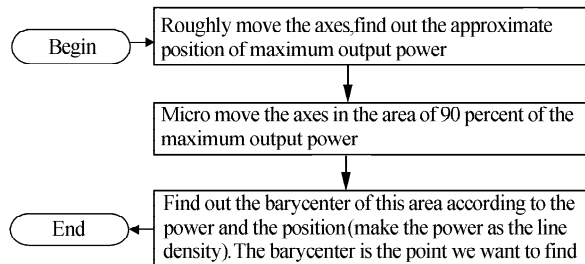 Begin
Roughly move the axes,find out the approximate
position of maximum output power
Micro move the axes in the area of 90 percent of the
maximum output power
Find out the barycenter of this area according to the
power and the position(make the power as the line
density).The barycenter is the point we want to find
End